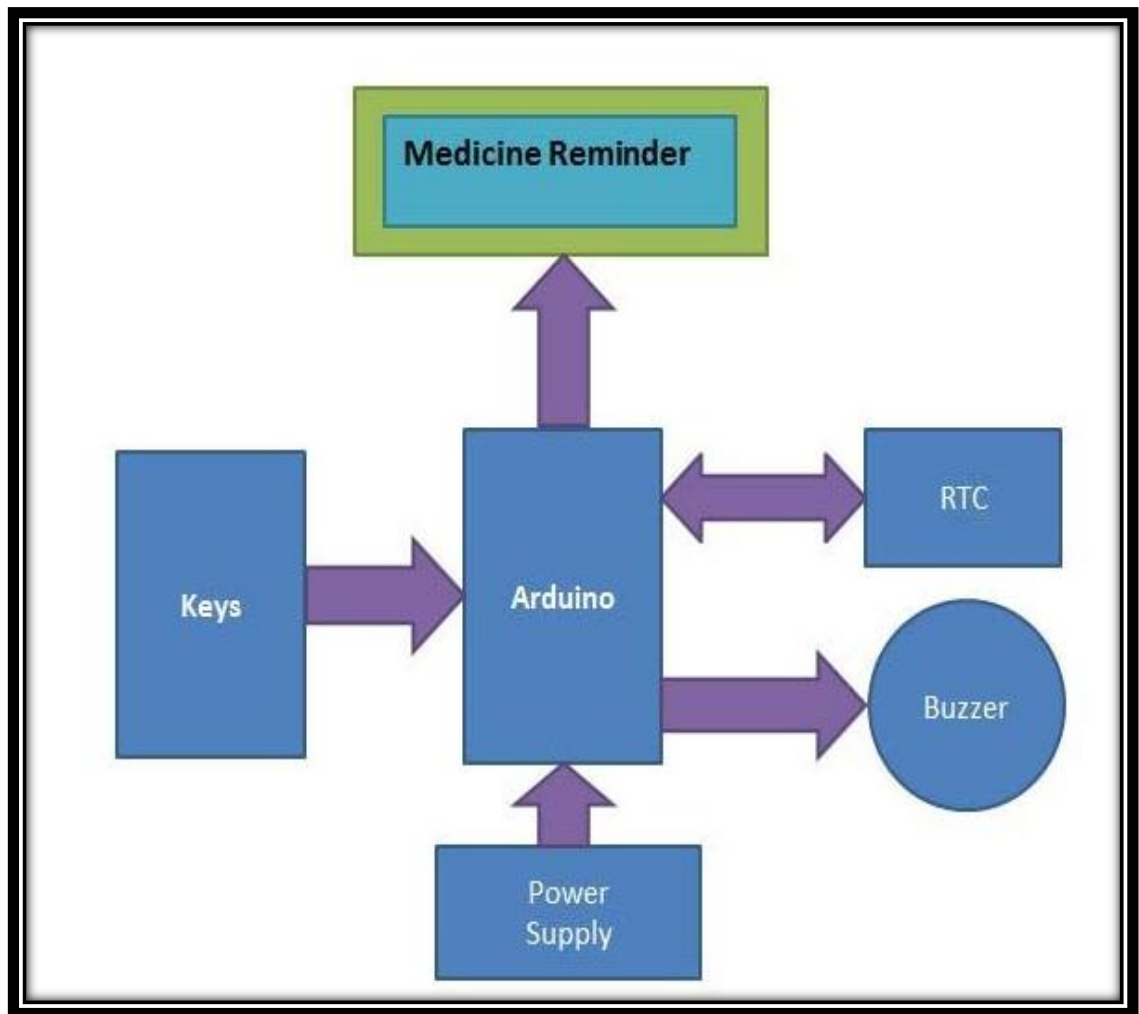 Medicine Reminder
Keys
Arduino
RTC
Buzzer
Power
Supply